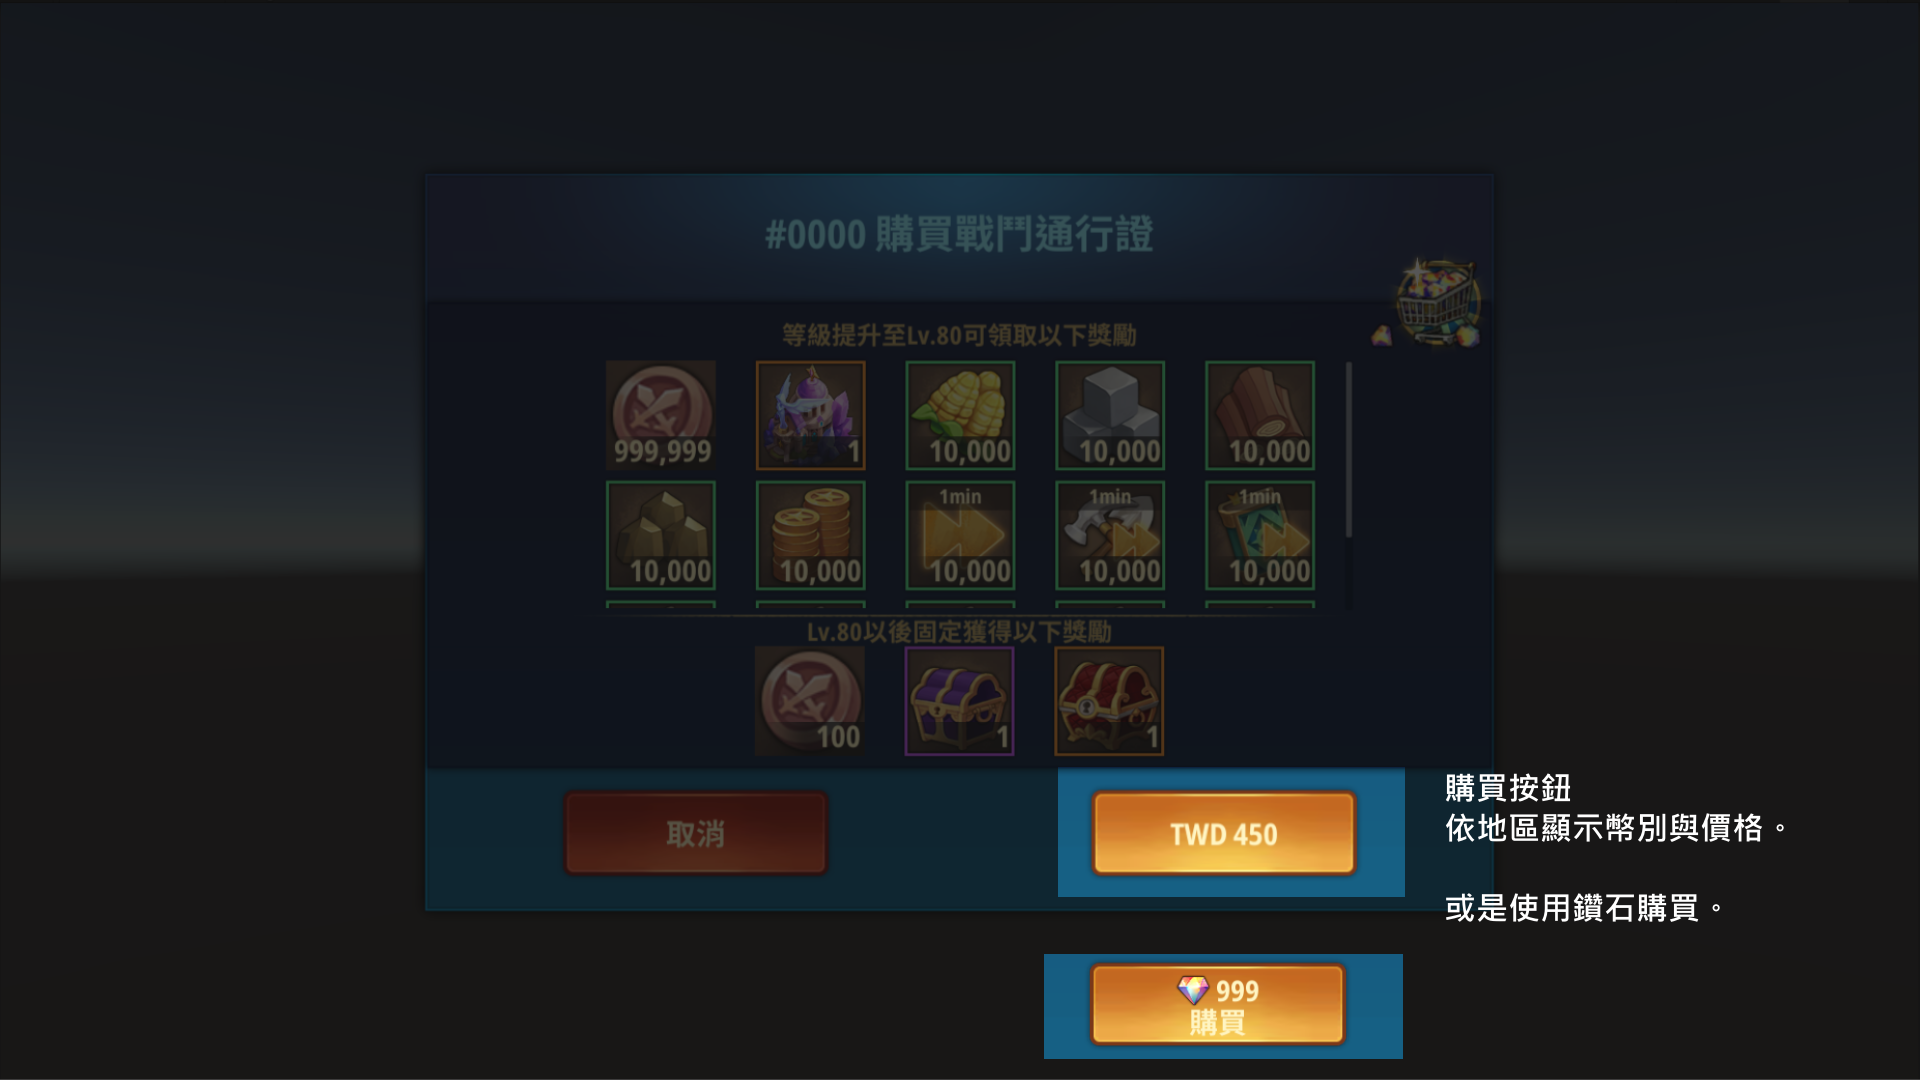 #0000 購買戰鬥通行證
等級提升至Lv.80可領取以下獎勵
999,999
1
10,000
10,000
10,000
10,000
10,000
1min
10,000
1min
10,000
1min
10,000
Lv.80以後固定獲得以下獎勵
100
1
1
取消
TWD 450
購買按鈕
依地區顯示幣別與價格。
或是使用鑽石購買。
999
購買